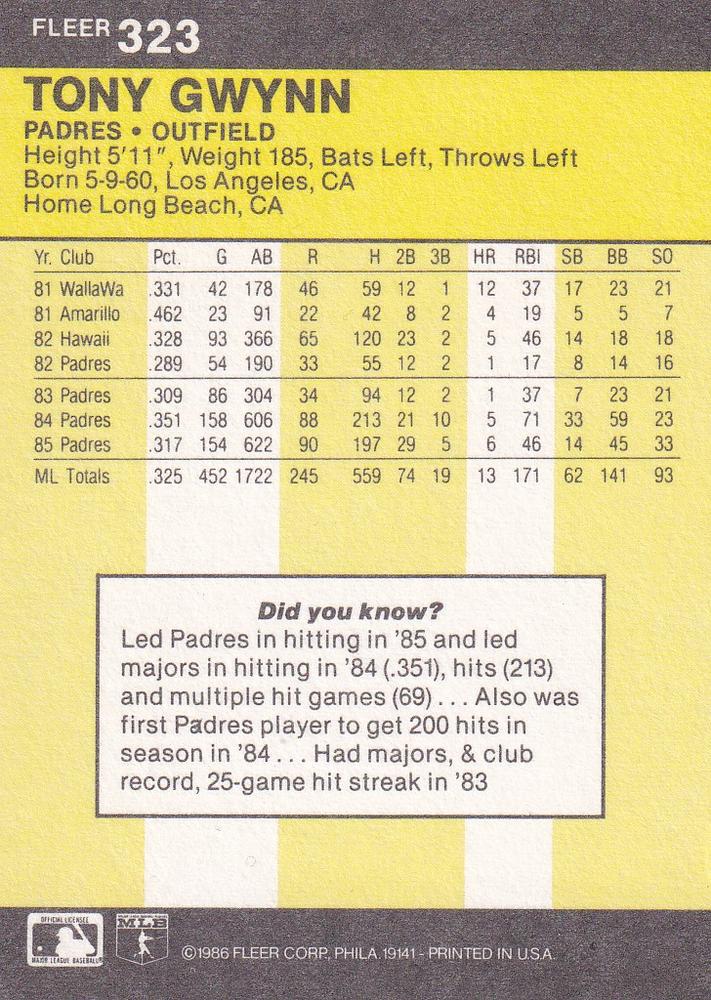 FLEER 323
TONY GWYNN
PADRES • OUTFIELD
Height 5'11", Weight 185, Bats Left, Throws Left
Born 5-9-60, Los Angeles, CA
Home Long Beach, CA
Yr. Club Pct. G AB R H 2B 3B HR RBI SB BB SO
81 WallaWa .331 42 178 46 59 12 1 12 37 17 23 21
81 Amarillo .462 23 91 22 42 8 2 4 19 5 5 7
82 Hawaii .328 93 366 65 120 23 2 5 46 14 18 18
82 Padres .289 54 190 33 55 12 2 1 17 8 14 16
83 Padres .309 86 304 34 94 12 2 1 37 7 23 21
84 Padres .351 158 606 88 213 21 10 5 71 33 59 23
85 Padres .317 154 622 90 197 29 5 6 46 14 45 33
ML Totals .325 452 1722 245 559 74 19 13 171 62 141 93
Did you know?
Led Padres in hitting in '85 and led
majors in hitting in '84 (.351), hits (213)
and multiple hit games (69) . . . Also was
first Padres player to get 200 hits in
season in '84 . . . Had majors, & club
record, 25-game hit streak in '83
OFFICIAL LICENSEE
MAJOR LEAGUE BASEBALL
MLB
©1986 FLEER CORP., PHILA. 19141 - PRINTED IN U.S.A.